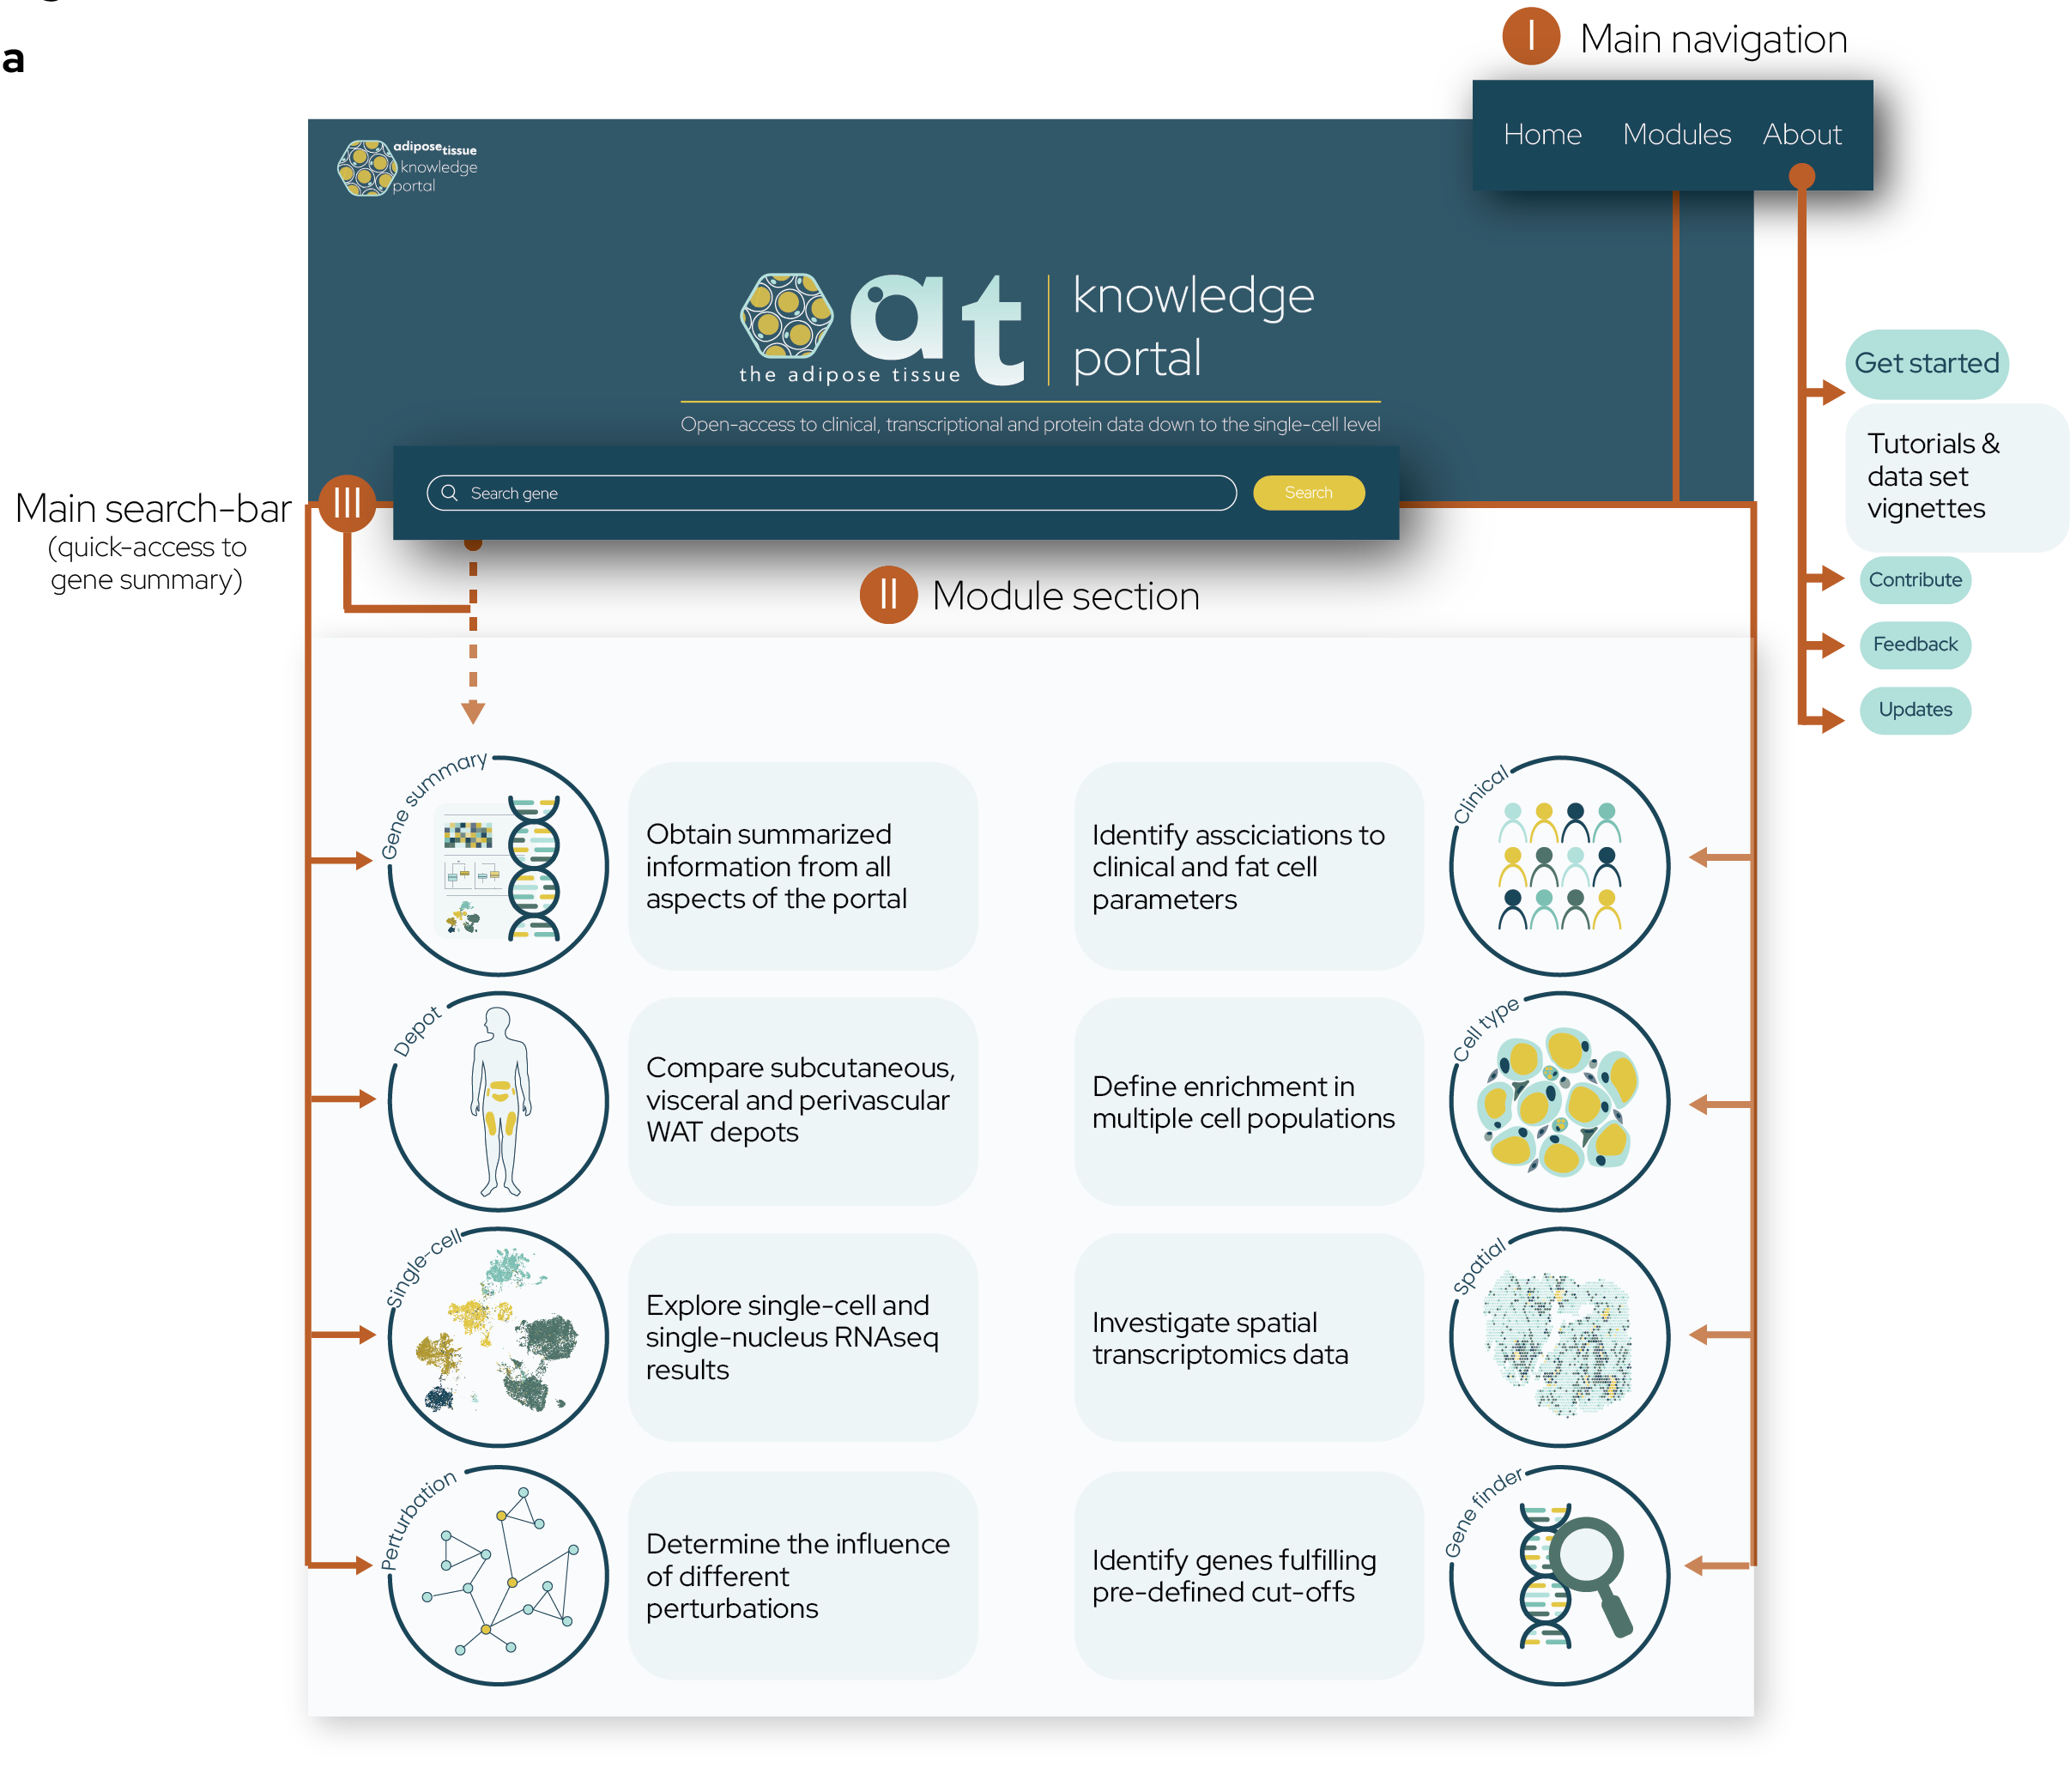 a
I Main navigation
Home Modules About
adipose tissue
knowledge
portal
at
the adipose tissue
knowledge
portal
Open-access to clinical, transcriptional and protein data down to the single-cell level
Get started
Tutorials &
data set
vignettes
Contribute
Feedback
Updates
Main search-bar
(quick-access to
gene summary)
III
Search gene
Search
II Module section
Gene summary
Obtain summarized
information from all
aspects of the portal
Identify assciciations to
clinical and fat cell
parameters
Clinical
Depot
Compare subcutaneous,
visceral and perivascular
WAT depots
Define enrichment in
multiple cell populations
Cell type
Single-cell
Explore single-cell and
single-nucleus RNAseq
results
Investigate spatial
transcriptomics data
Spatial
Perturbation
Determine the influence
of different
perturbations
Identify genes fulfilling
pre-defined cut-offs
Gene finder